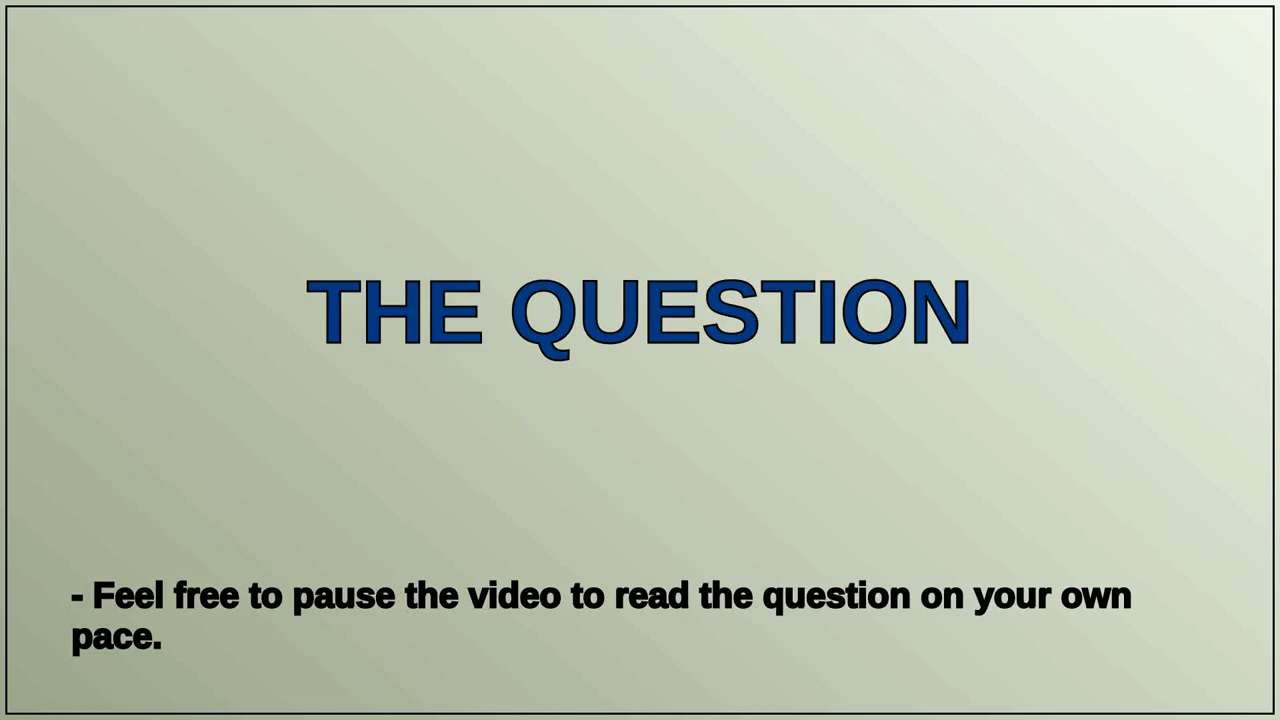 THE QUESTION
- Feel free to pause the video to read the question on your own
pace.